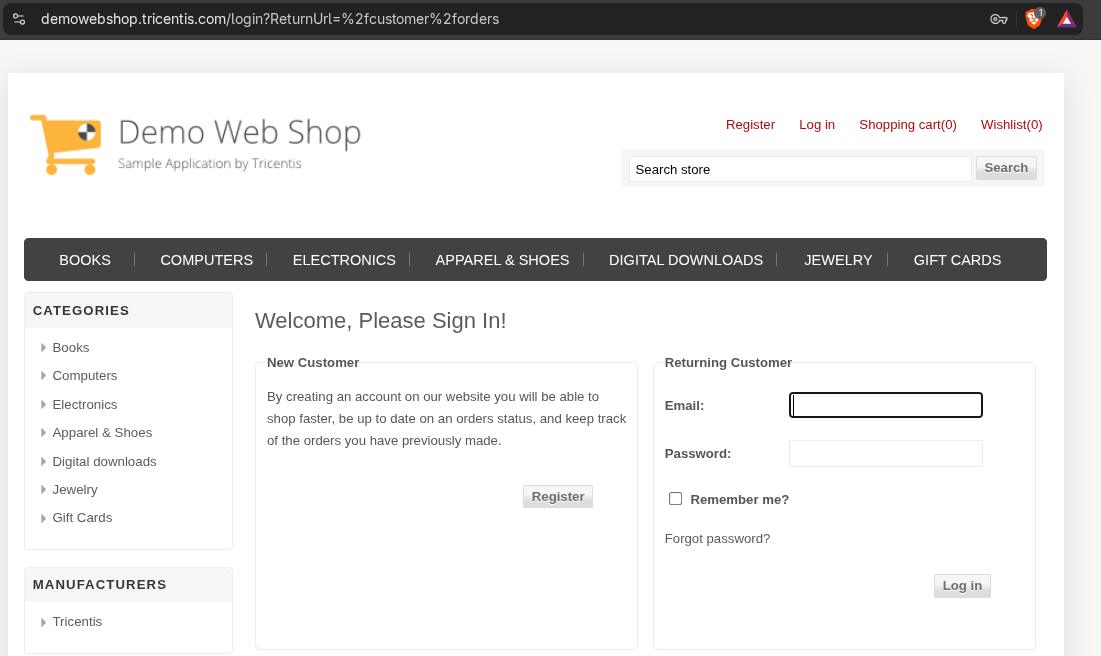 demowebshop.tricentis.com/login?ReturnUrl=%2fcustomer%2forders
1
Demo Web Shop
Sample Application by Tricentis
Register Log in Shopping cart(0) Wishlist(0)
Search store Search
BOOKS COMPUTERS ELECTRONICS APPAREL & SHOES DIGITAL DOWNLOADS JEWELRY GIFT CARDS
CATEGORIES
Books
Computers
Electronics
Apparel & Shoes
Digital downloads
Jewelry
Gift Cards
MANUFACTURERS
Tricentis
Welcome, Please Sign In!
New Customer
By creating an account on our website you will be able to
shop faster, be up to date on an orders status, and keep track
of the orders you have previously made.
Register
Returning Customer
Email:
Password:
Remember me?
Forgot password?
Log in